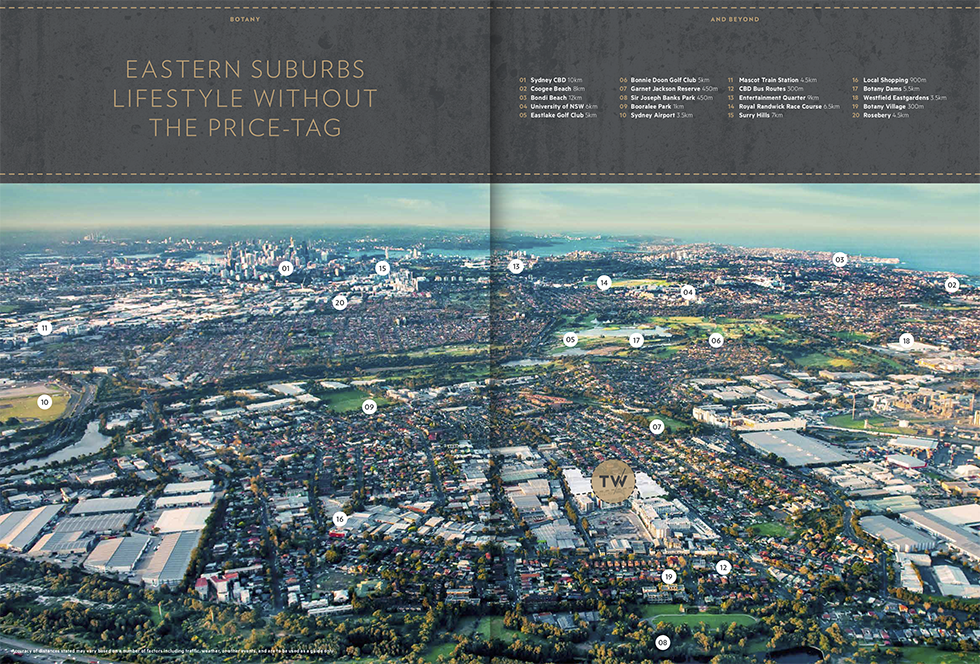 BOTANY
EASTERN SUBURBS
LIFESTYLE WITHOUT
THE PRICE-TAG
AND BEYOND
01 Sydney CBD 10km
02 Coogee Beach 8km
03 Bondi Beach 12km
04 University of NSW 6km
05 Eastlake Golf Club 5km
06 Bonnie Doon Golf Club 5km
07 Garnet Jackson Reserve 450m
08 Sir Joseph Banks Park 450m
09 Booralee Park 1km
10 Sydney Airport 3.5km
11 Mascot Train Station 4.5km
12 CBD Bus Routes 300m
13 Entertainment Quarter 9km
14 Royal Randwick Race Course 6.5km
15 Surry Hills 7km
16 Local Shopping 900m
17 Botany Dams 5.5km
18 Westfield Eastgardens 3.5km
19 Botany Village 300m
20 Rosebery 4.5km
01
15
13
03
14
02
04
20
11
05
17
06
18
10
09
07
TW
16
12
19
08
Accuracy of distances stated may vary based on a number of factors including traffic, weather, one-way events, and are to be used as a guide only.